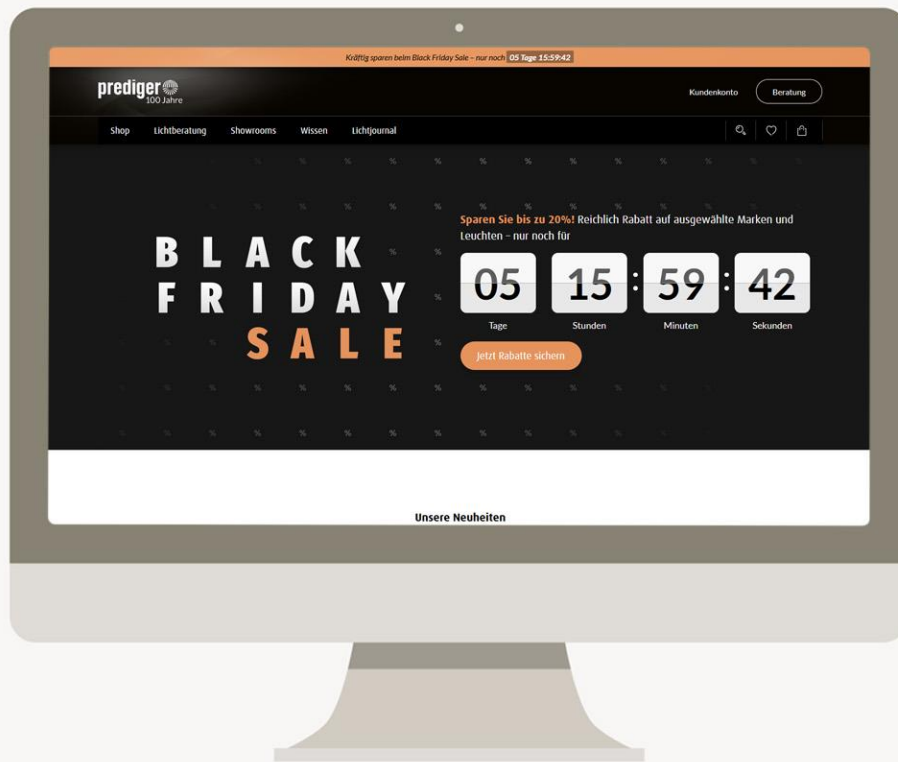 Kräftig sparen beim Black Friday Sale – nur noch 05 Tage 15:59:42
prediger
100 Jahre
Kundenkonto
Beratung
Shop Lichtberatung Showrooms Wissen Lichtjournal
BLACK
FRIDAY
SALE
Sparen Sie bis zu 20%! Reichlich Rabatt auf ausgewählte Marken und
Leuchten – nur noch für
05 15 : 59 : 42
Tage Stunden Minuten Sekunden
Jetzt Rabatte sichern
Unsere Neuheiten